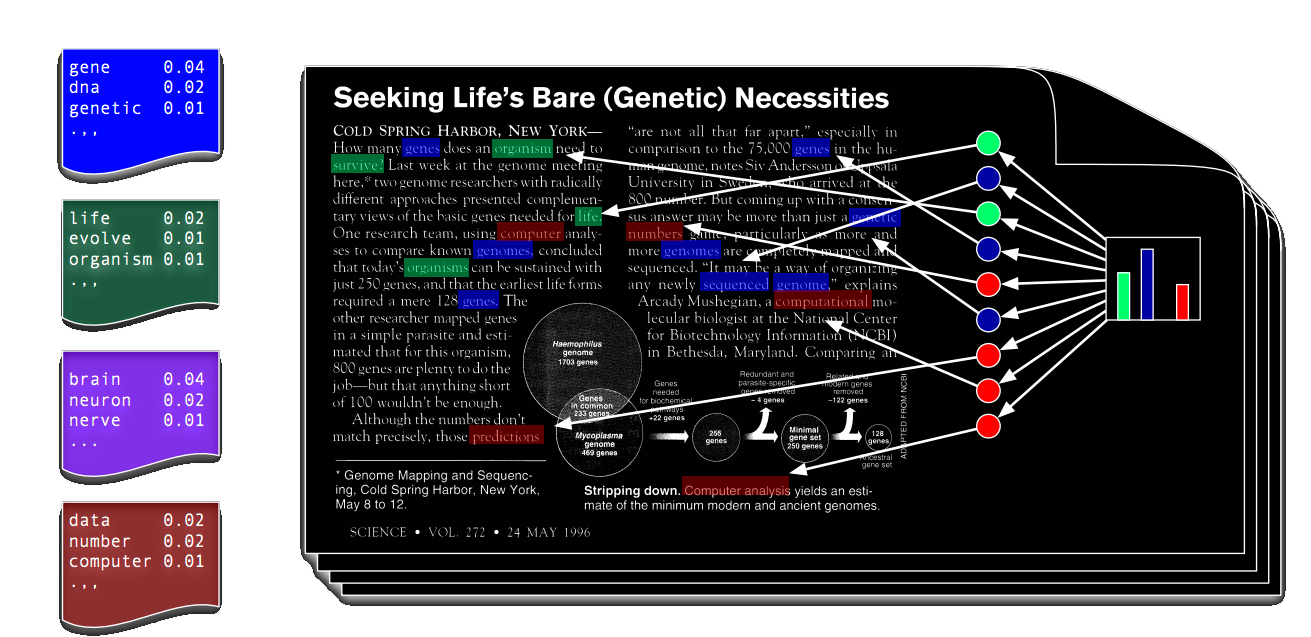 gene 0.04
dna 0.02
genetic 0.01
.,,
life 0.02
evolve 0.01
organism 0.01
.,,
brain 0.04
neuron 0.02
nerve 0.01
...
data 0.02
number 0.02
computer 0.01
.,,
Seeking Life's Bare (Genetic) Necessities
COLD SPRING HARBOR, NEW YORK—
How many genes does an organism need to
survive? Last week at the genome meeting
here,* two genome researchers with radically
different approaches presented complemen-
tary views of the basic genes needed for life.
One research team, using computer analy-
ses to compare known genomes, concluded
that today's organisms can be sustained with
just 250 genes, and that the earliest life forms
required a mere 128 genes. The
other researcher mapped genes
in a simple parasite and esti-
mated that for this organism,
800 genes are plenty to do the
job—but that anything short
of 100 wouldn't be enough.
Although the numbers don't
match precisely, those predictions
* Genome Mapping and Sequenc-
ing, Cold Spring Harbor, New York,
May 8 to 12.
"are not all that far apart," especially in
comparison to the 75,000 genes in the hu-
man genome, notes Siv Andersson of Uppsala
University in Sweden, who arrived at the
800 number. But coming up with a consen-
sus answer may be more than just a genetic
numbers game, particularly as more and
more genomes are completely mapped and
sequenced. "It may be a way of organizing
any newly sequenced genome," explains
Arcady Mushegian, a computational mo-
lecular biologist at the National Center
for Biotechnology Information (NCBI)
in Bethesda, Maryland. Comparing an
Haemophilus
genome
1703 genes
Genes
in common
233 genes
Mycoplasma
genome
469 genes
Genes
needed
for biochemical
pathways
+22 genes
256
genes
Redundant and
parasite-specific
genes removed
– 4 genes
Minimal
gene set
250 genes
Related and
modern genes
removed
–122 genes
128
genes
Ancestral
gene set
ADAPTED FROM NCBI
Stripping down. Computer analysis yields an esti-
mate of the minimum modern and ancient genomes.
SCIENCE • VOL. 272 • 24 MAY 1996